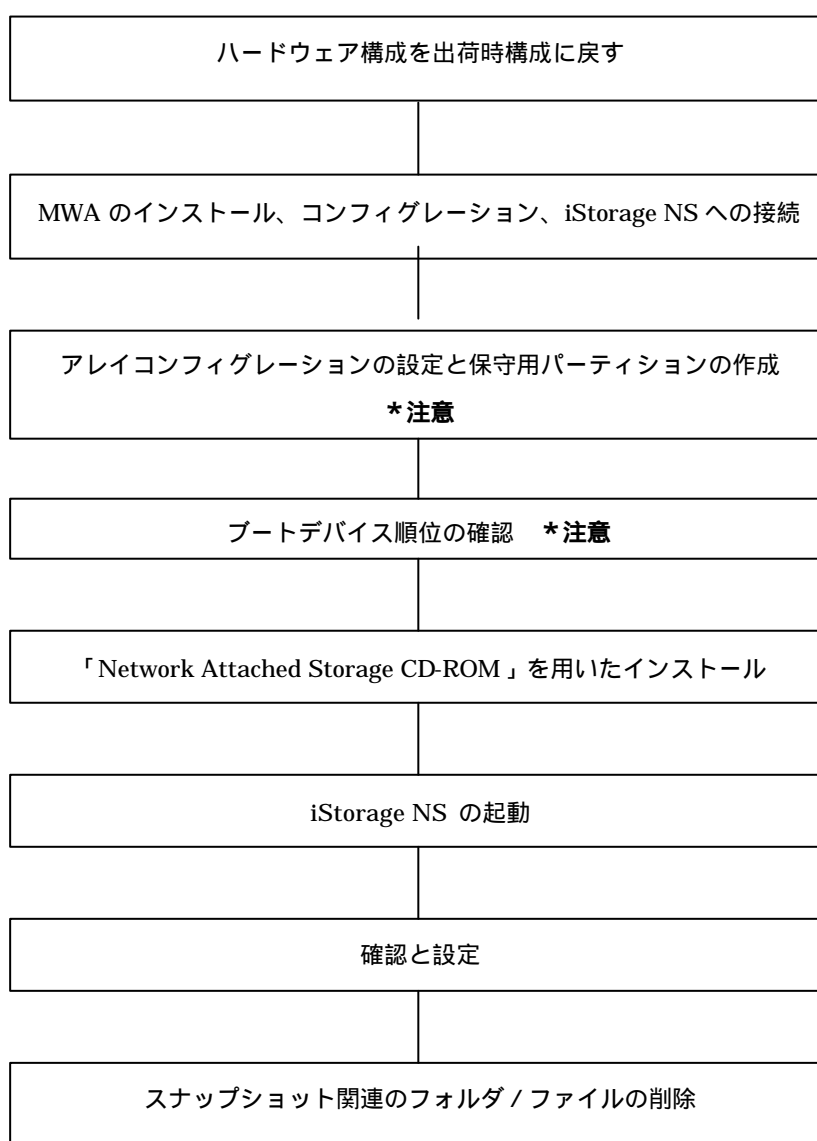 ハードウェア構成を出荷時構成に戻す
MWA のインストール、コンフィグレーション、iStorage NS への接続
アレイコンフィグレーションの設定と保守用パーティションの作成
*注意
ブートデバイス順位の確認　*注意
「Network Attached Storage CD-ROM」を用いたインストール
iStorage NS の起動
確認と設定
スナップショット関連のフォルダ / ファイルの削除